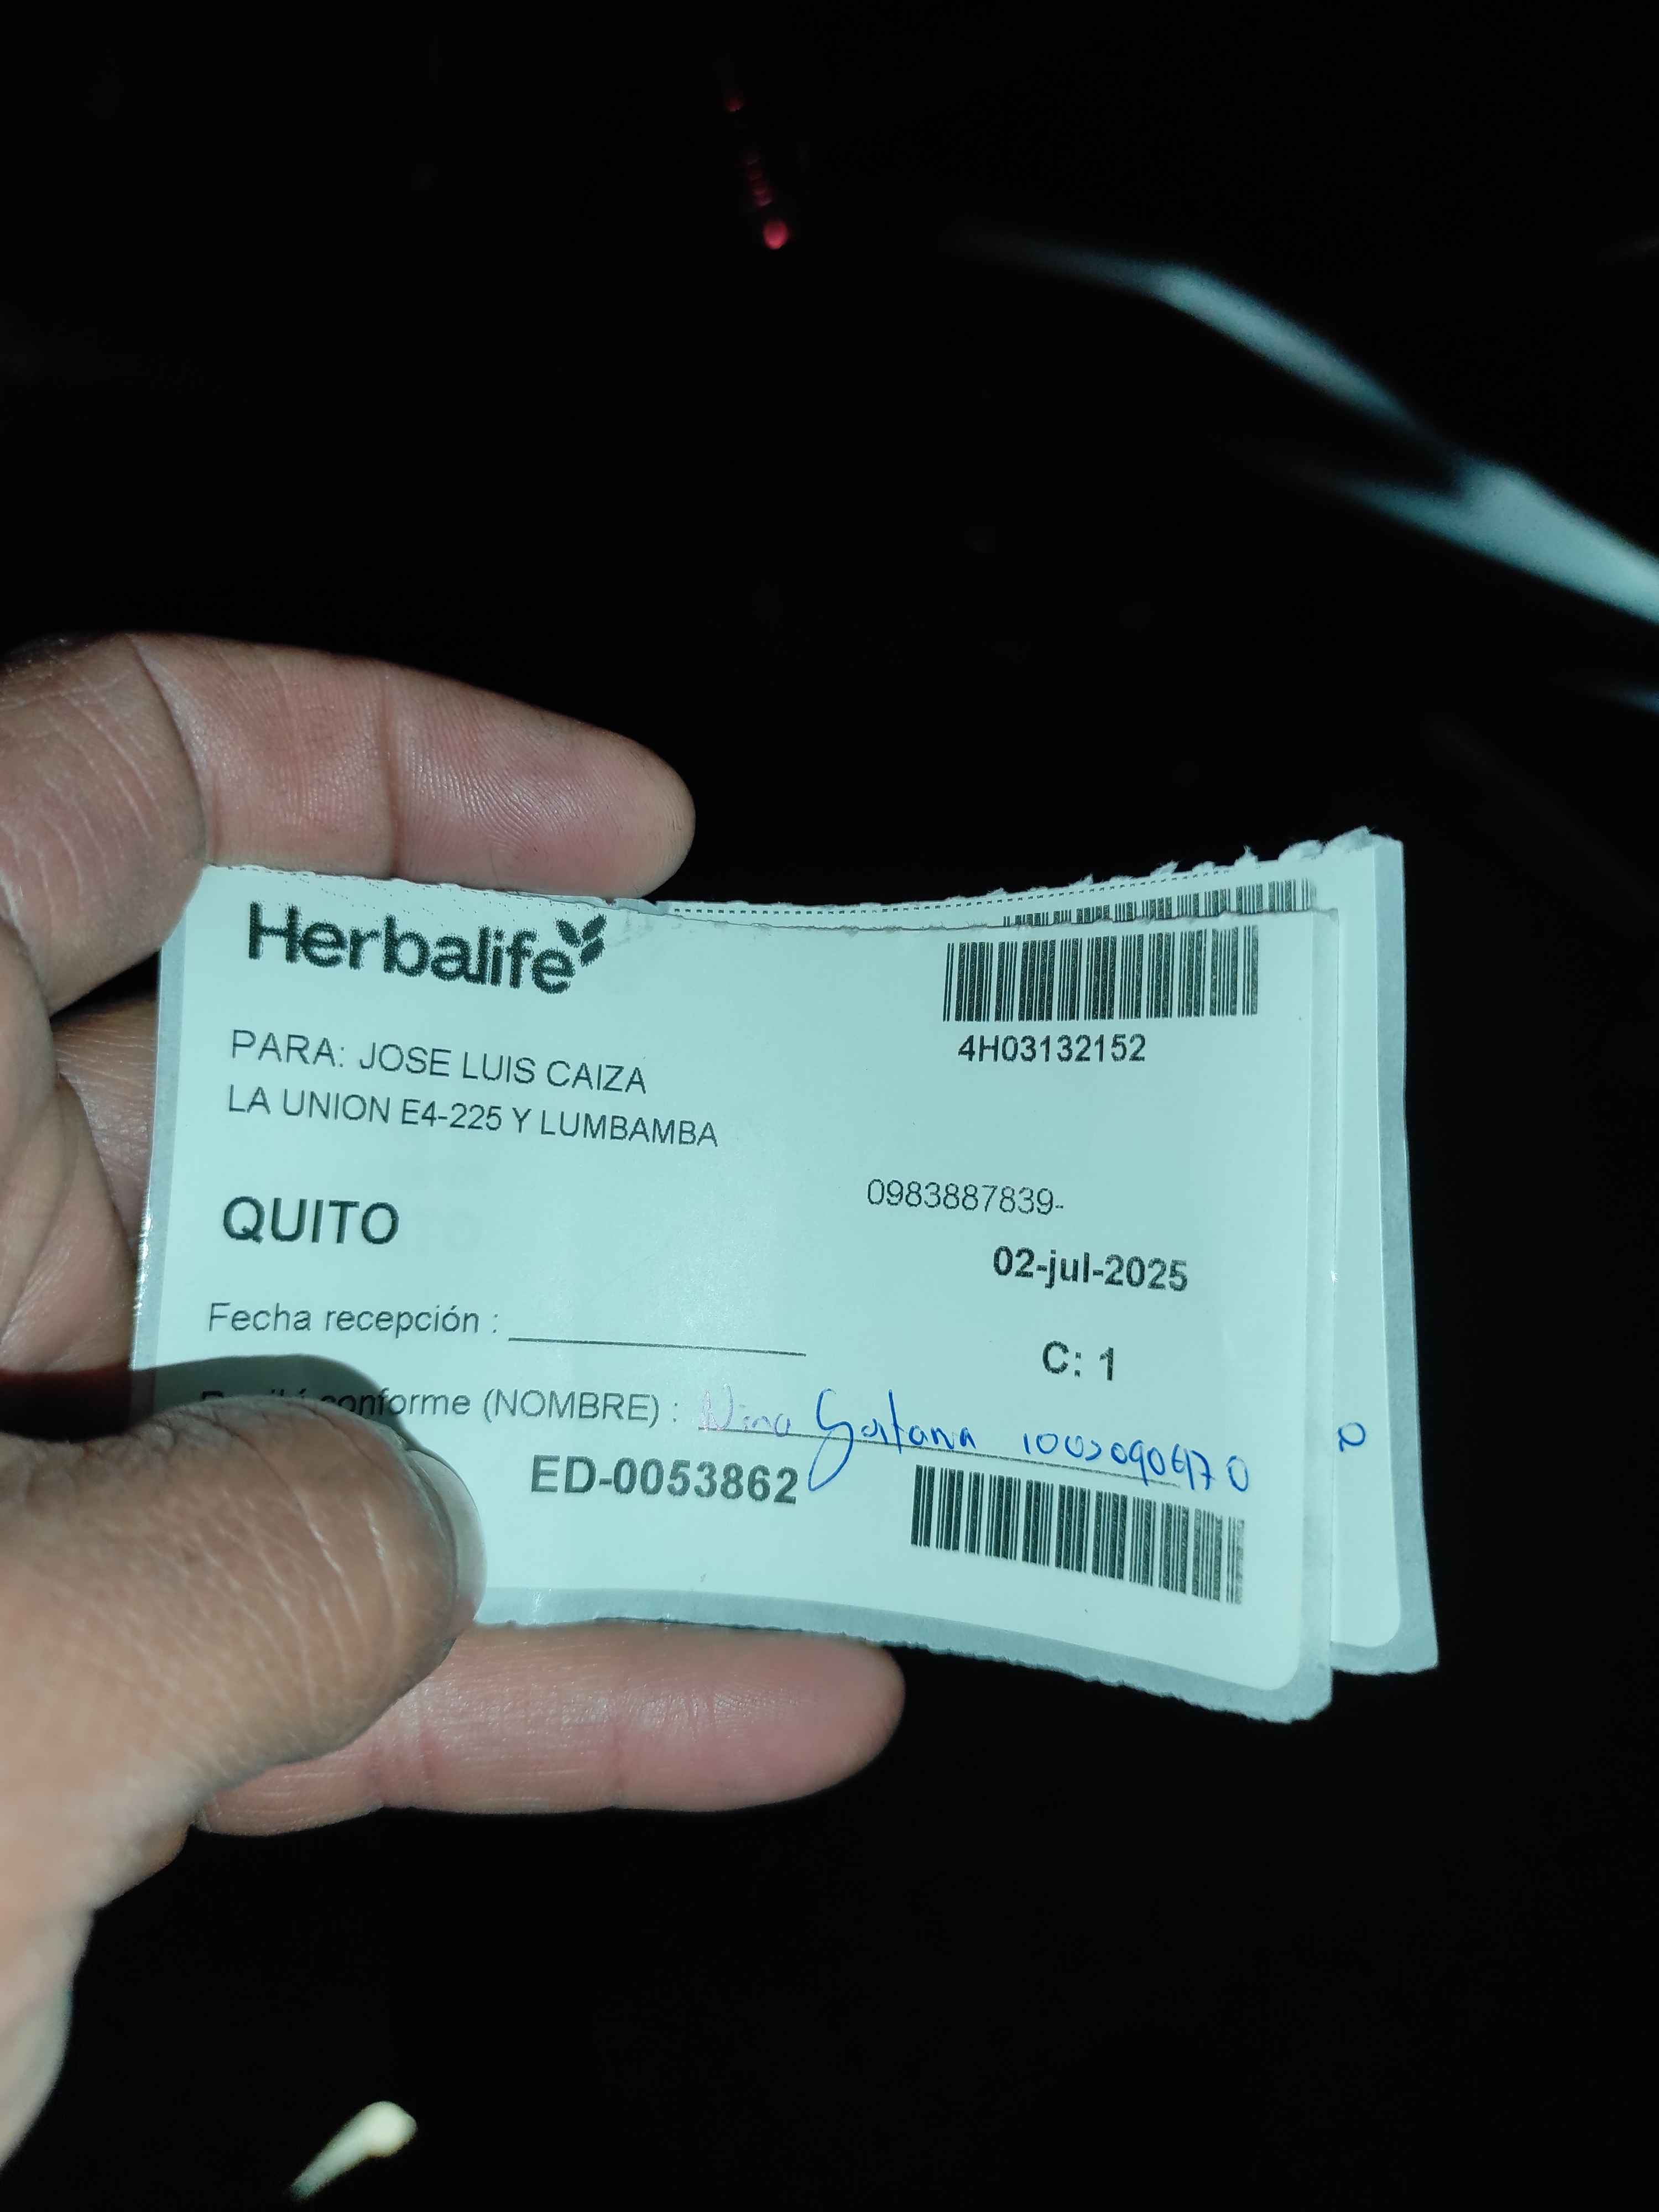 Herbalife
4H03132152
PARA: JOSE LUIS CAIZA
LA UNION E4-225 Y LUMBAMBA
0983887839-
QUITO
02-jul-2025
Fecha recepción :
C: 1
conforme (NOMBRE) : Nina
ED-0053862